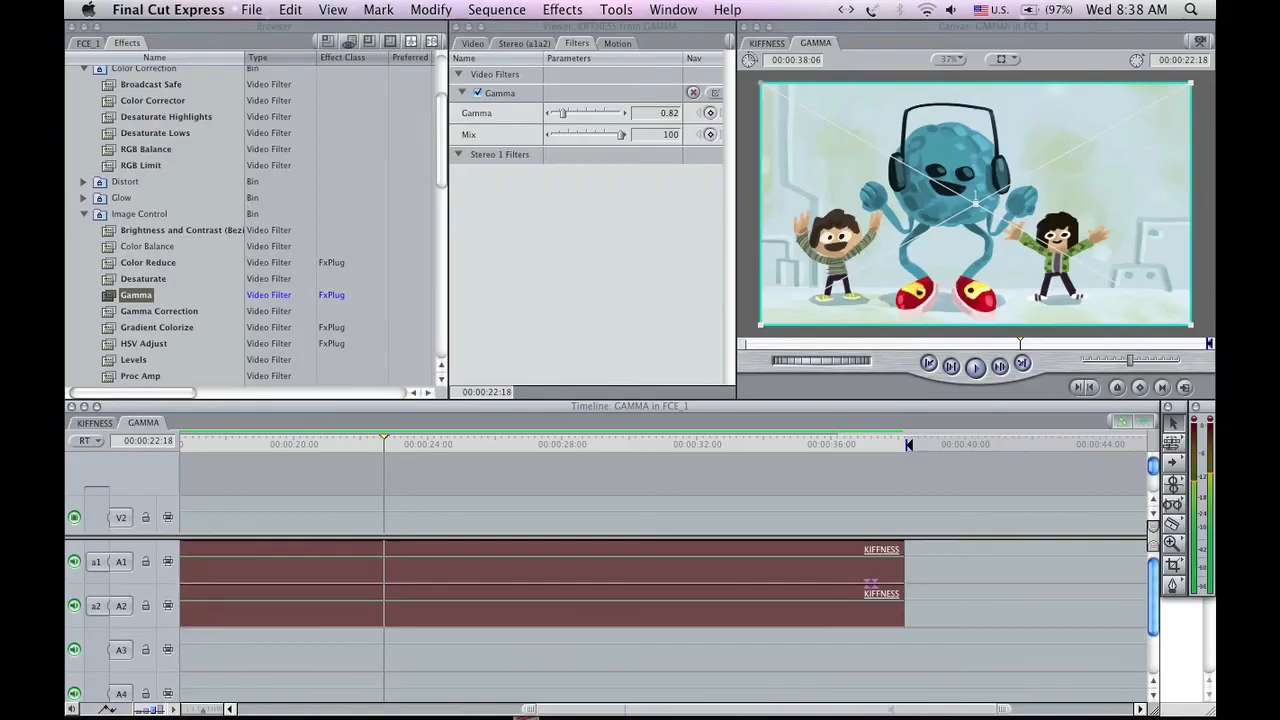 Final Cut Express File Edit View Mark Modify Sequence Effects Tools Window Help U.S. (97%) Wed 8:38 AM
Browser
FCE_1 Effects
Name Type Effect Class Preferred
Color Correction Bin
Broadcast Safe Video Filter
Color Corrector Video Filter
Desaturate Highlights Video Filter
Desaturate Lows Video Filter
RGB Balance Video Filter
RGB Limit Video Filter
Distort Bin
Glow Bin
Image Control Bin
Brightness and Contrast (Bezi Video Filter
Color Balance Video Filter
Color Reduce Video Filter FxPlug
Desaturate Video Filter
Gamma Video Filter FxPlug
Gamma Correction Video Filter
Gradient Colorize Video Filter FxPlug
HSV Adjust Video Filter FxPlug
Levels Video Filter
Proc Amp Video Filter
Viewer: KIFFNESS from GAMMA
Video Stereo (a1a2) Filters Motion
Name Parameters Nav
Video Filters
Gamma
Gamma 0.82
Mix 100
Stereo 1 Filters
00:00:22:18
Canvas: GAMMA in FCE_1
KIFFNESS GAMMA
00:00:38:06 37% 00:00:22:18
1
Timeline: GAMMA in FCE_1
KIFFNESS GAMMA
RT 00:00:22:18 00:00:20:00 00:00:24:00 00:00:28:00 00:00:32:00 00:00:36:00 00:00:40:00 00:00:44:00
V2
a1 A1 KIFFNESS
a2 A2 KIFFNESS
A3
A4